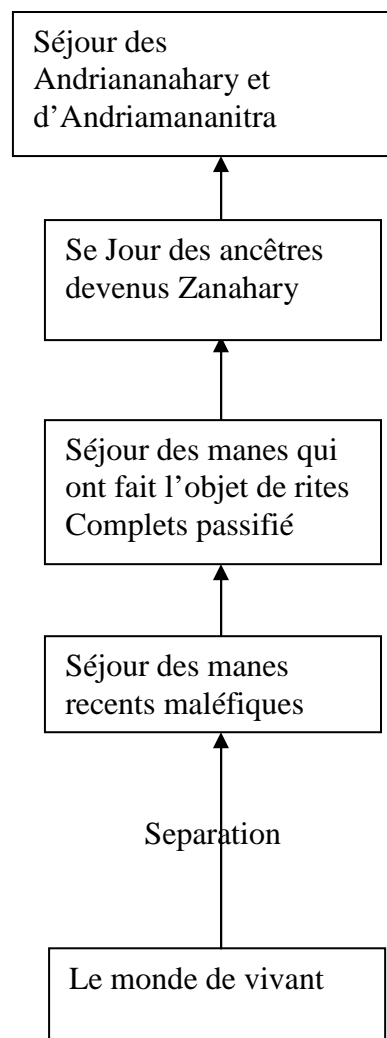 Séjour des
Andriananahary et
d’Andriamananitra
Se Jour des ancêtres
devenus Zanahary
Séjour des manes qui
ont fait l’objet de rites
Complets passifié
Séjour des manes
recents maléfiques
Separation
Le monde de vivant